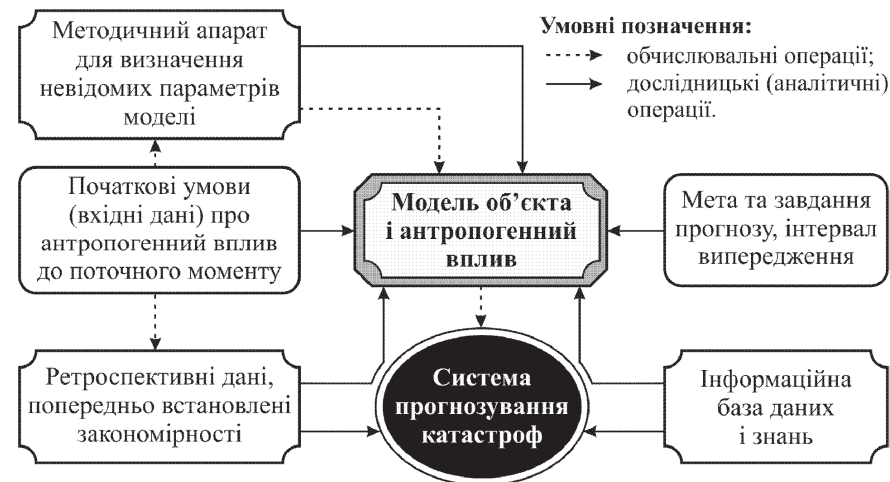 Методичний апарат
для визначення
невідомих параметрів
моделі
Умовні позначення:
обчислювальні операції;
дослідницькі (аналітичні)
операції.
Початкові умови
(вхідні дані) про
антропогенний вплив
до поточного моменту
Модель об’єкта
і антропогенний
вплив
Мета та завдання
прогнозу, інтервал
випередження
Ретроспективні дані,
попередньо встановлені
закономірності
Система
прогнозування
катастроф
Інформаційна
база даних
і знань